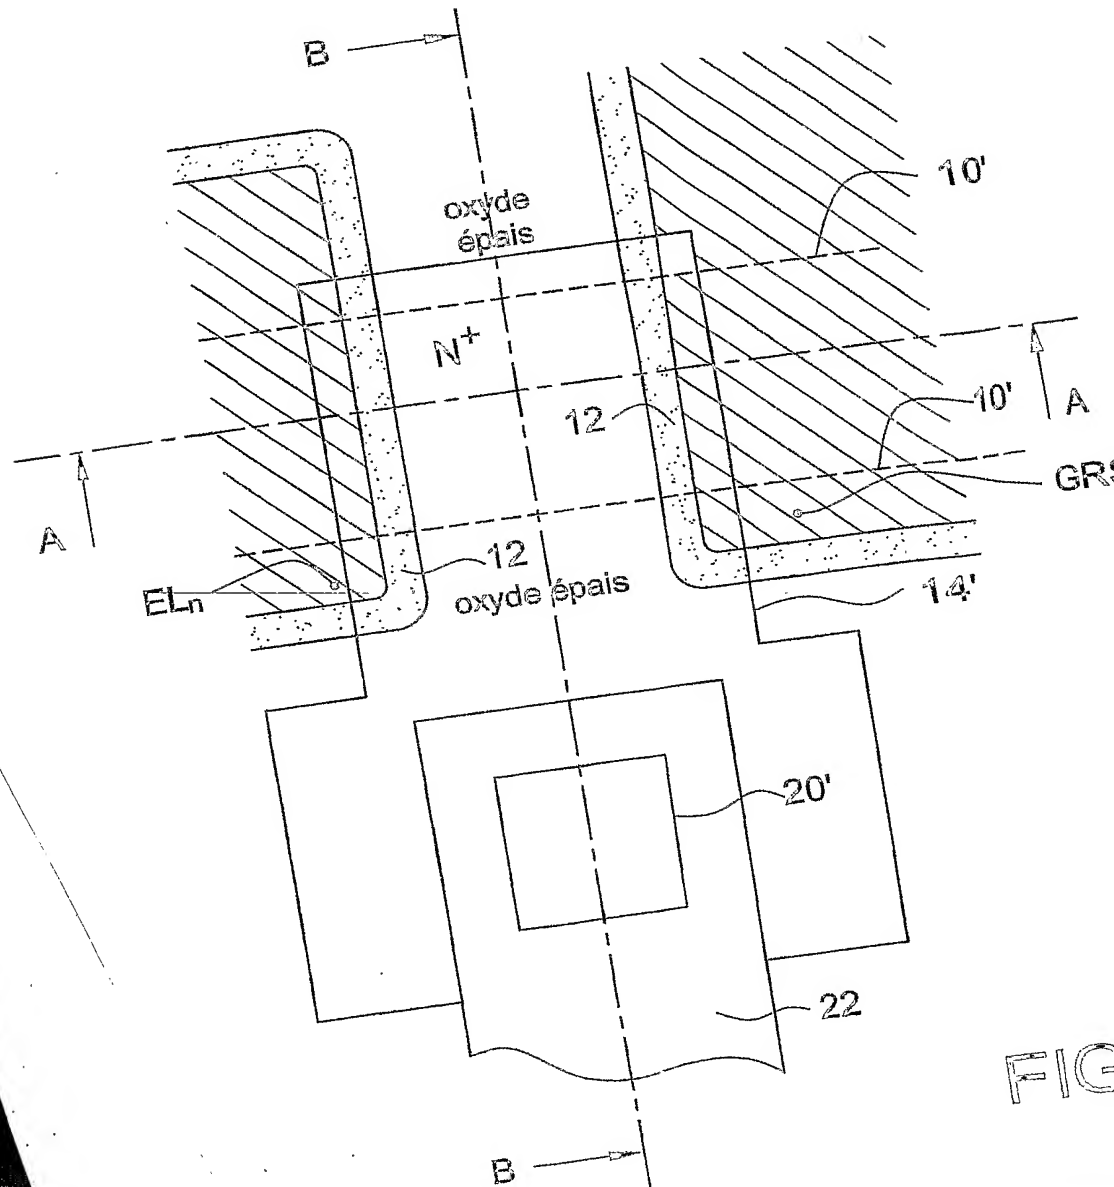 B
10'
oxyde
épais
N+
A
10'
12
GRS
A
12
ELn
oxyde épais
14'
20'
22
FIG
B